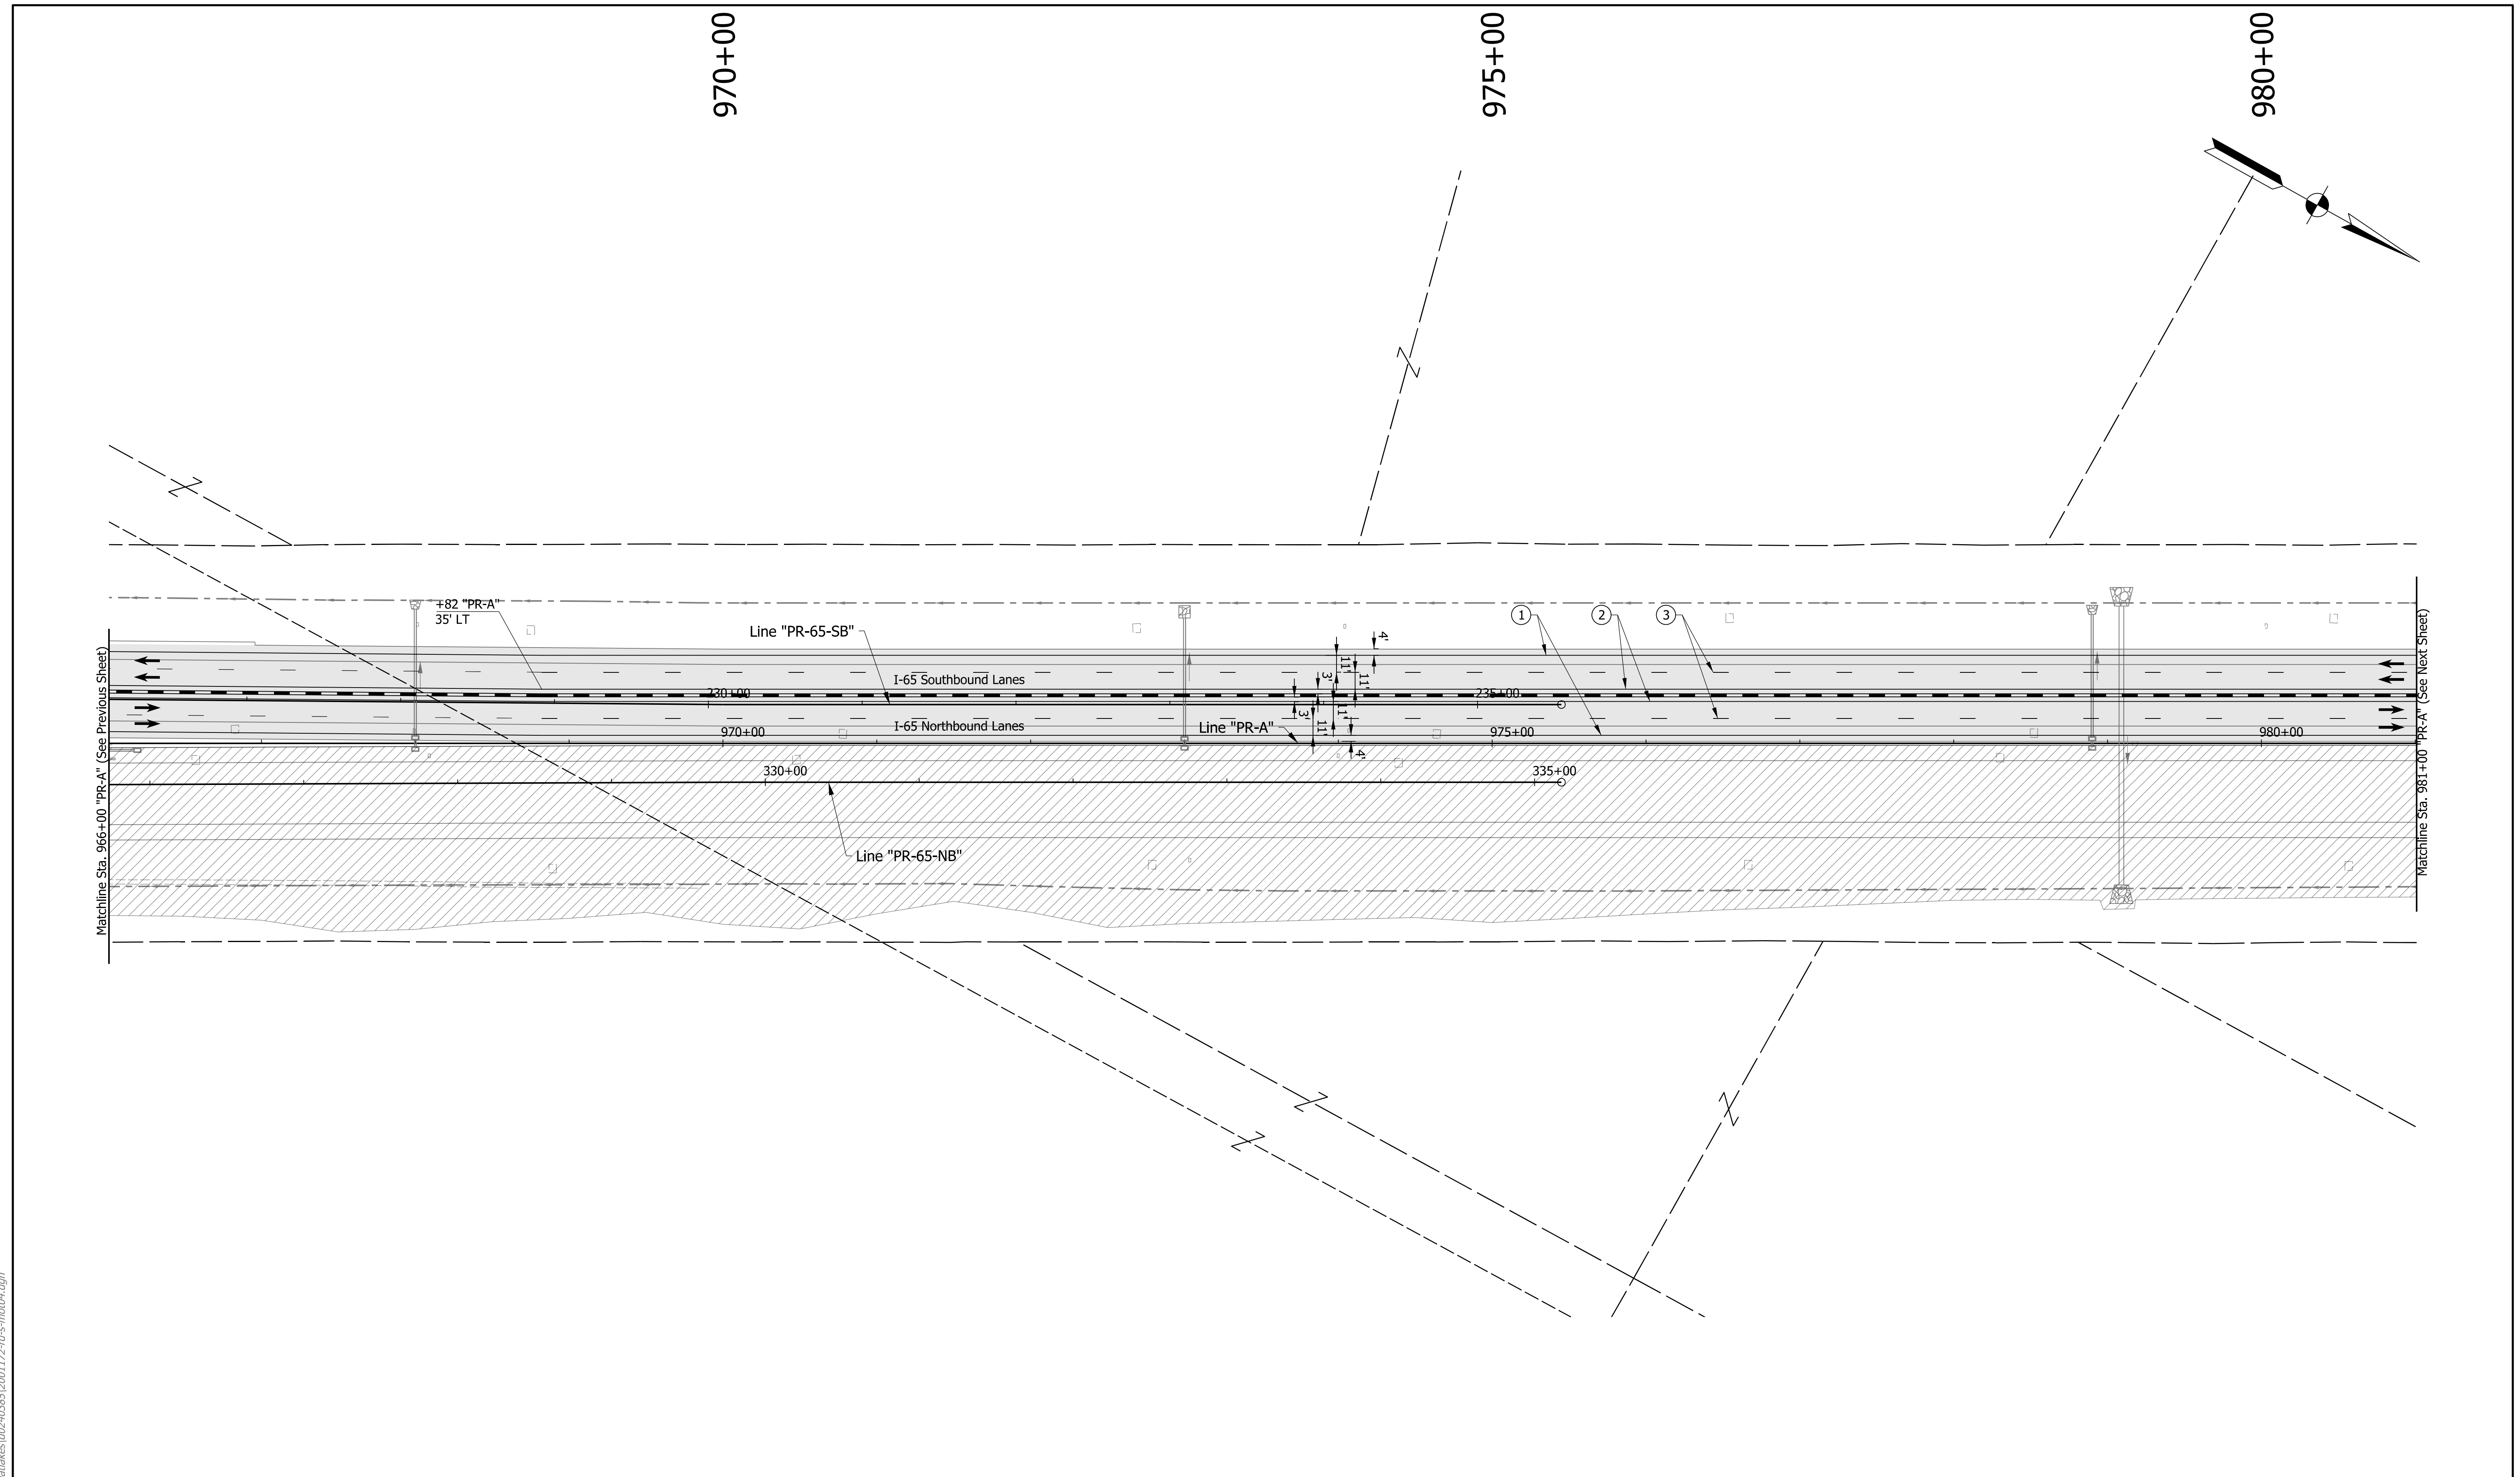 970+00
975+00
980+00
+82 "PR-A"
35' LT
Line "PR-65-SB"
1
2
3
4'
11'
11'
3'
I-65 Southbound Lanes
230+00
235+00
3'
11'
11'
4'
I-65 Northbound Lanes
Line "PR-A"
970+00
975+00
980+00
330+00
335+00
Line "PR-65-NB"
Matchline Sta. 966+00 "PR-A" (See Previous Sheet)
Matchline Sta. 981+00 "PR-A" (See Next Sheet)